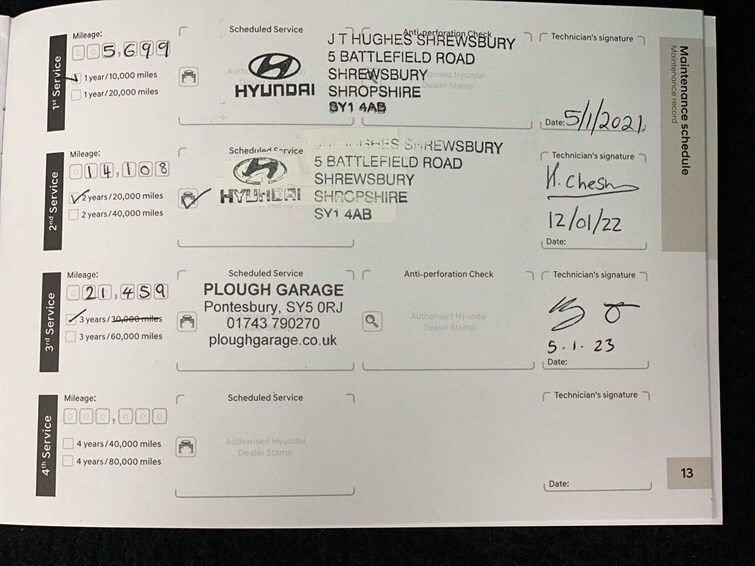 Maintenance schedule
Maintenance record
1st Service
Mileage:
005,699
1 year/10,000 miles
1 year/20,000 miles
Scheduled Service
HYUNDAI
Anti-perforation Check
J T HUGHES SHREWSBURY
5 BATTLEFIELD ROAD
SHREWSBURY
SHROPSHIRE
SY1 4AB
Technician's signature
Date: 5/1/2021
2nd Service
Mileage:
014,108
2 years/20,000 miles
2 years/40,000 miles
Scheduled Service
HYUNDAI
J T HUGHES SHREWSBURY
5 BATTLEFIELD ROAD
SHREWSBURY
SHROPSHIRE
SY1 4AB
Technician's signature
K. Chesh
12/01/22
Date:
3rd Service
Mileage:
021,459
3 years/30,000 miles
3 years/60,000 miles
Scheduled Service
PLOUGH GARAGE
Pontesbury, SY5 0RJ
01743 790270
ploughgarage.co.uk
Anti-perforation Check
Authorised Hyundai
Dealer Stamp
Technician's signature
5.1.23
Date:
4th Service
Mileage:
000,000
4 years/40,000 miles
4 years/80,000 miles
Scheduled Service
Authorised Hyundai
Dealer Stamp
Technician's signature
Date:
13